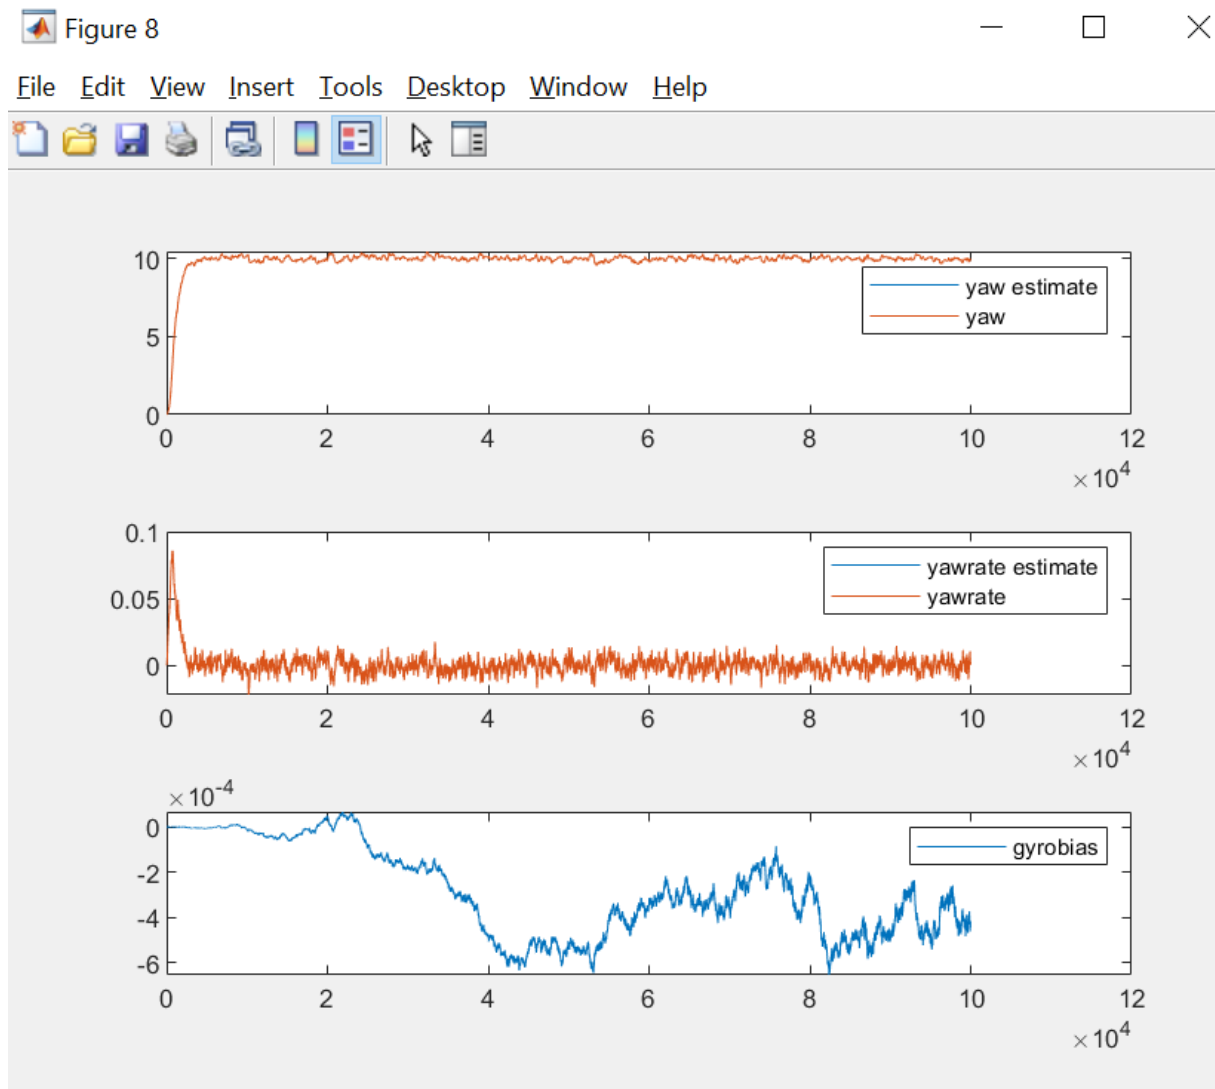 Figure 8
File Edit View Insert Tools Desktop Window Help
10
5
0
yaw estimate
yaw
0 2 4 6 8 10 12
×10^4
0.1
0.05
0
yawrate estimate
yawrate
0 2 4 6 8 10 12
×10^4
×10^-4
0
-2
-4
-6
gyrobias
0 2 4 6 8 10 12
×10^4